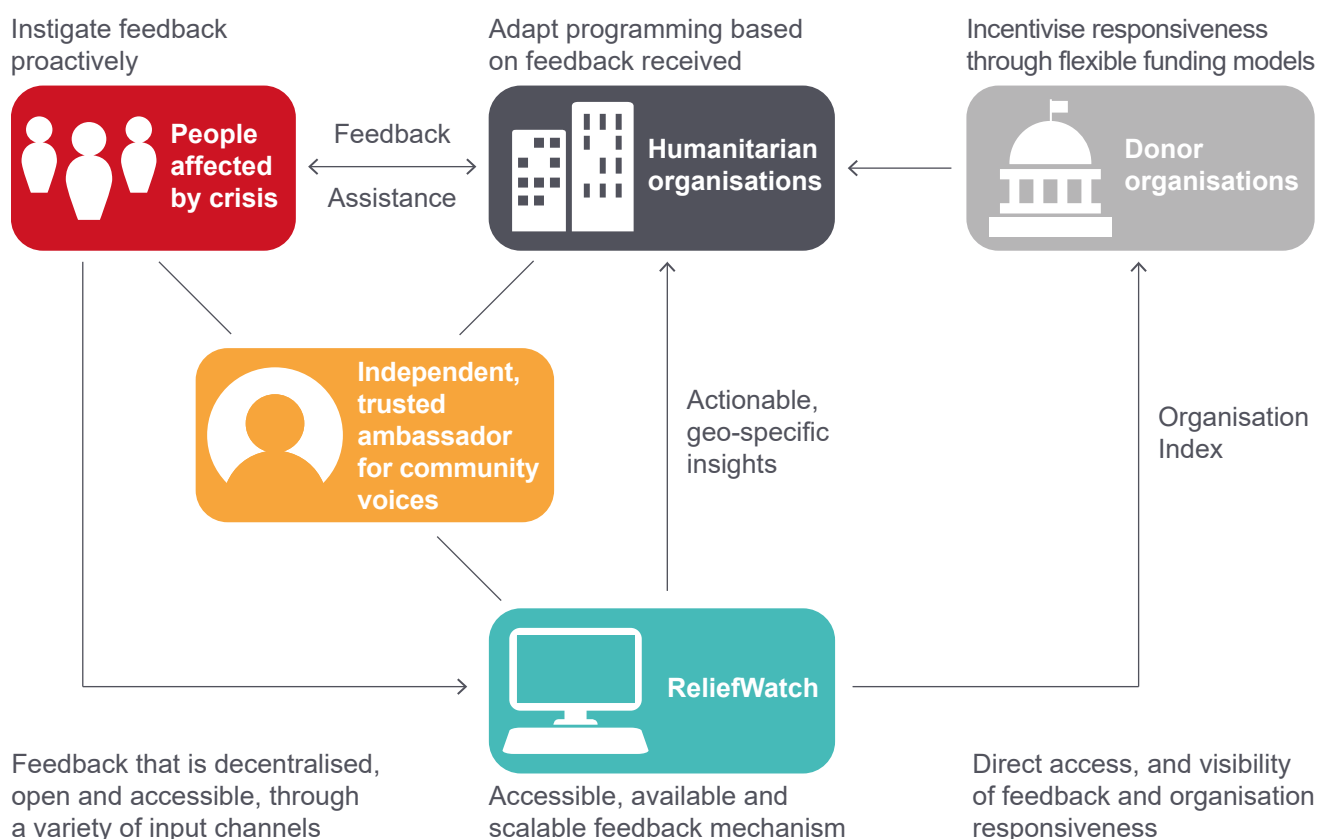 Instigate feedback
proactively
Adapt programming based
on feedback received
Incentivise responsiveness
through flexible funding models
People
affected
by crisis
Feedback
Assistance
Humanitarian
organisations
Donor
organisations
Independent,
trusted
ambassador
for community
voices
Actionable,
geo-specific
insights
Organisation
Index
ReliefWatch
Feedback that is decentralised,
open and accessible, through
a variety of input channels
Accessible, available and
scalable feedback mechanism
Direct access, and visibility
of feedback and organisation
responsiveness